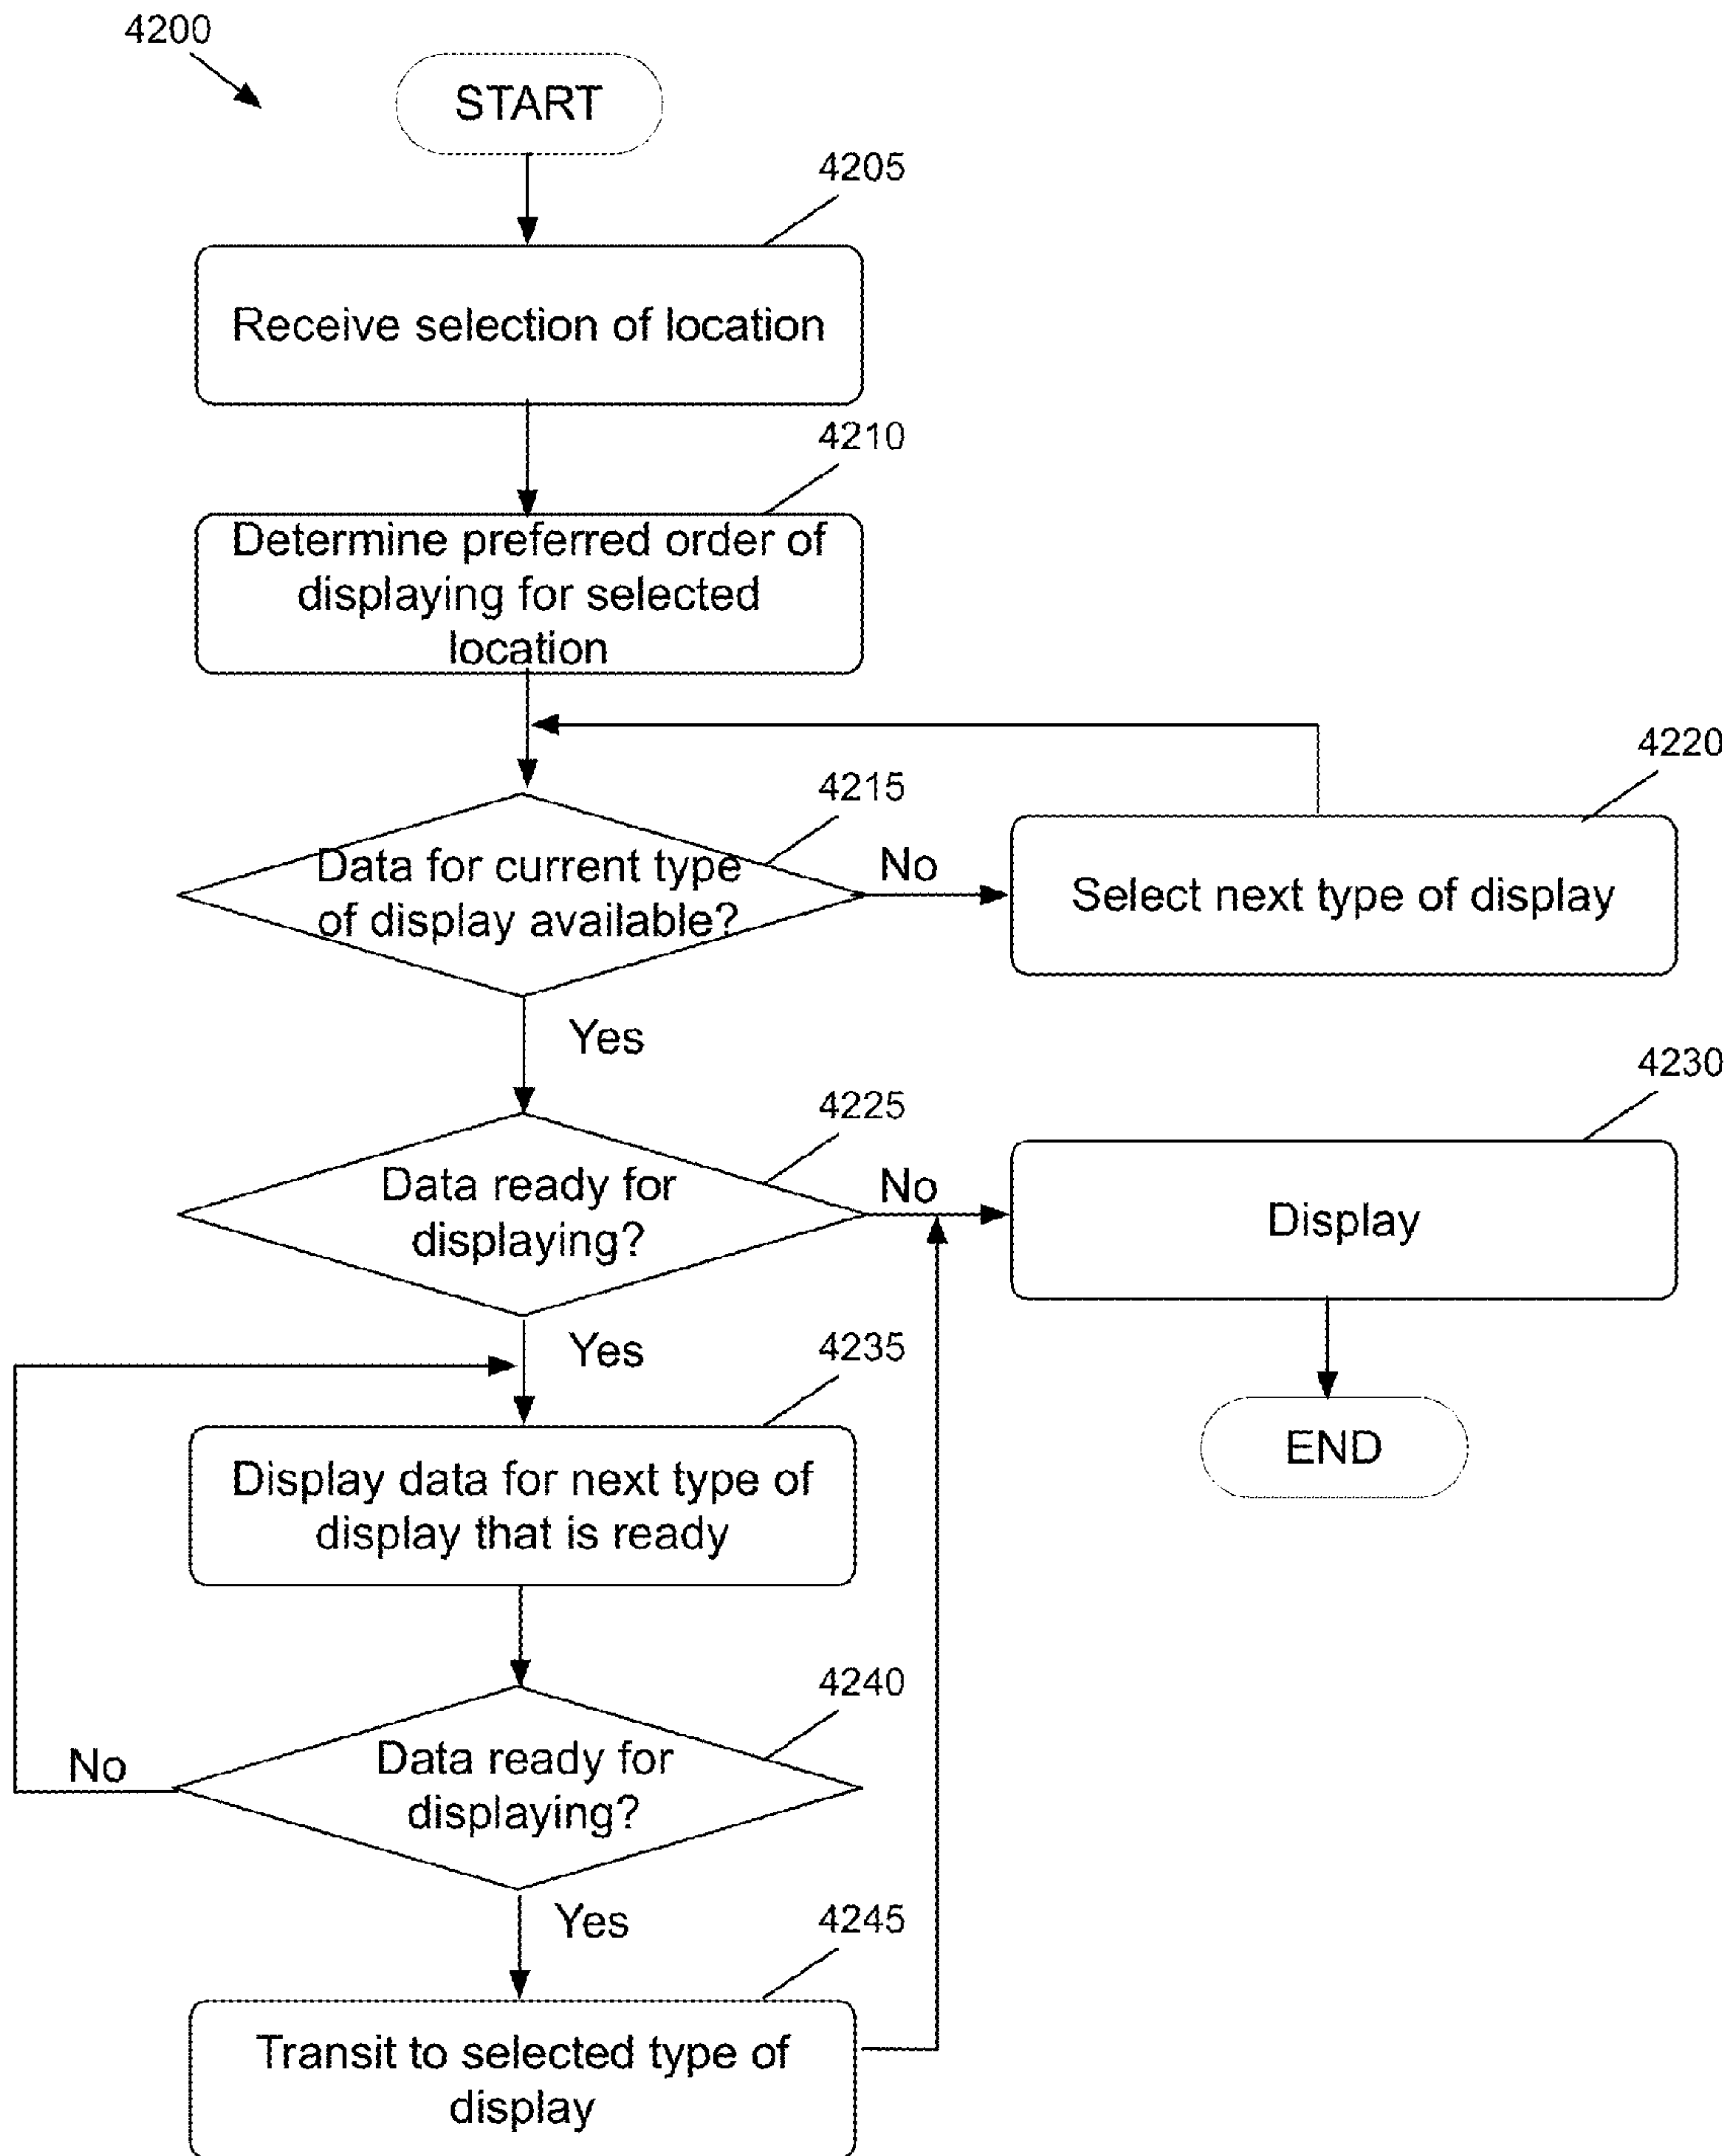 4200
START
4205
Receive selection of location
4210
Determine preferred order of
displaying for selected
location
4215
Data for current type
of display available?
No
4220
Select next type of display
Yes
4225
Data ready for
displaying?
No
4230
Display
Yes
END
4235
Display data for next type of
display that is ready
4240
Data ready for
displaying?
No
Yes
4245
Transit to selected type of
display